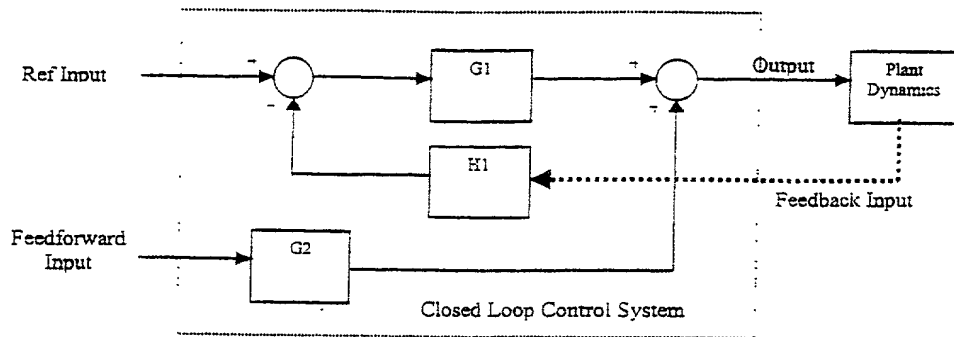 Ref Input
G1
Output
Plant
Dynamics
H1
Feedback Input
Feedforward
Input
G2
Closed Loop Control System